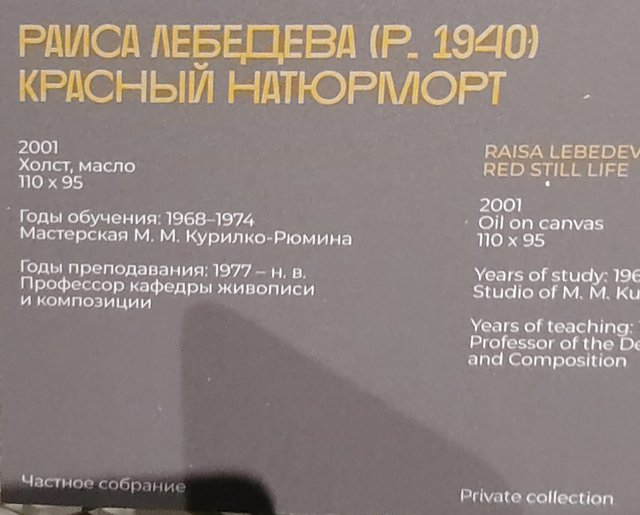 РАИСА ЛЕБЕДЕВА (Р. 1940)
КРАСНЫЙ НАТЮРМОРТ
2001
Холст, масло
110 x 95
Годы обучения: 1968–1974
Мастерская М. М. Курилко-Рюмина
Годы преподавания: 1977 – н. в.
Профессор кафедры живописи
и композиции
Частное собрание
RAISA LEBEDEV
RED STILL LIFE
2001
Oil on canvas
110 x 95
Years of study: 196
Studio of M. M. Ku
Years of teaching:
Professor of the De
and Composition
Private collection